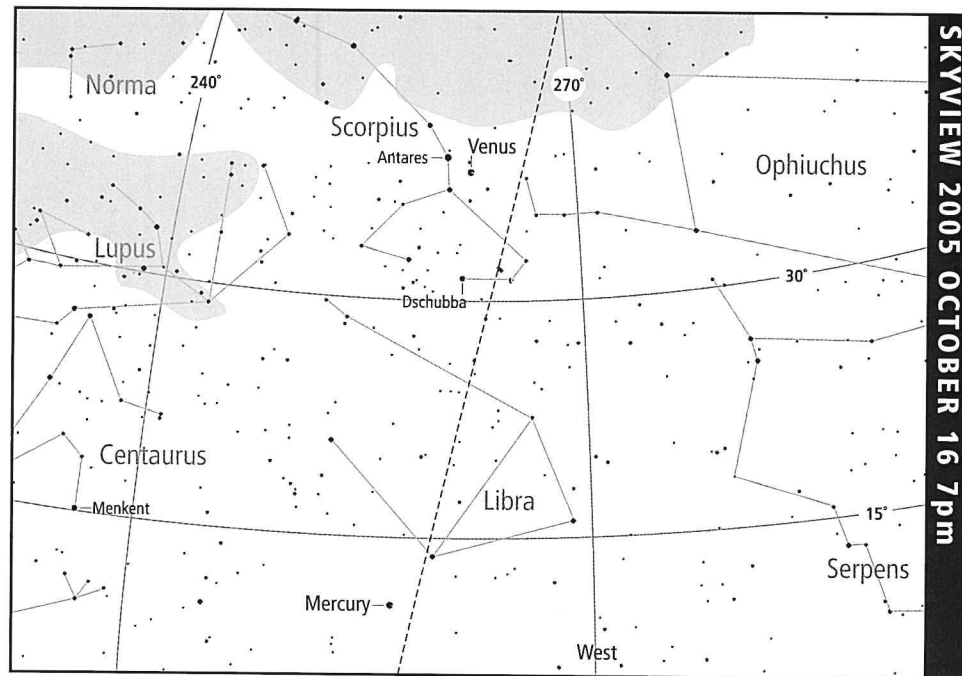 Norma
240°
270°
Scorpius
Antares
Venus
Ophiuchus
Lupus
30°
Dschubba
Centaurus
Menkent
Libra
15°
Serpens
Mercury
West
SKYVIEW 2005 OCTOBER 16 7pm